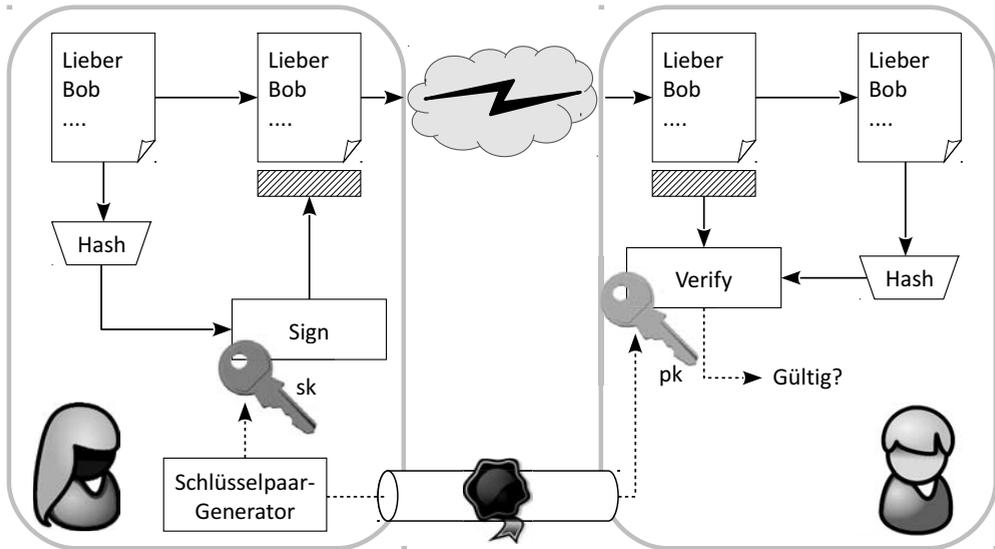 Lieber
Bob
....
Lieber
Bob
....
Lieber
Bob
....
Lieber
Bob
....
Hash
Sign
sk
Schlüsselpaar-
Generator
Verify
Hash
pk
Gültig?